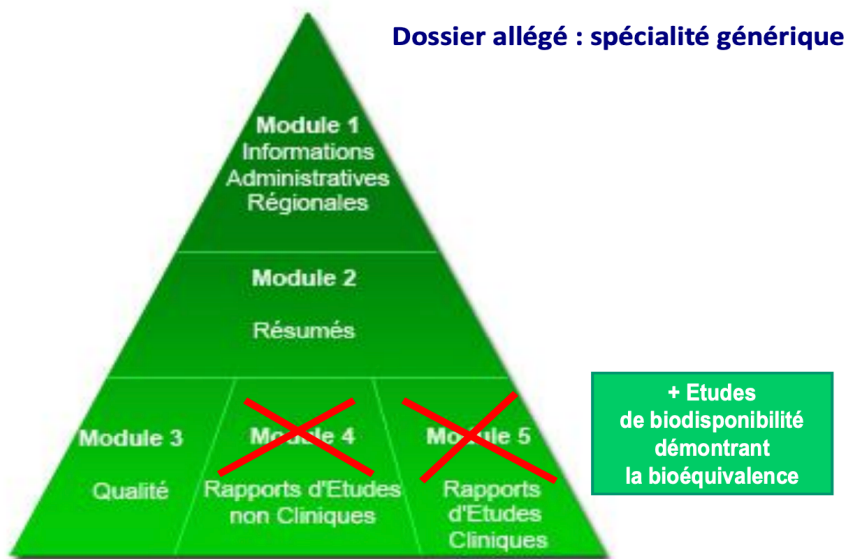 Dossier allégé : spécialité générique
Module 1
Informations
Administratives
Régionales
Module 2
Résumés
Module 3
Qualité
Module 4
Rapports d'Etudes
non Cliniques
Module 5
Rapports
d'Etudes
Cliniques
+ Etudes
de biodisponibilité
démontrant
la bioéquivalence